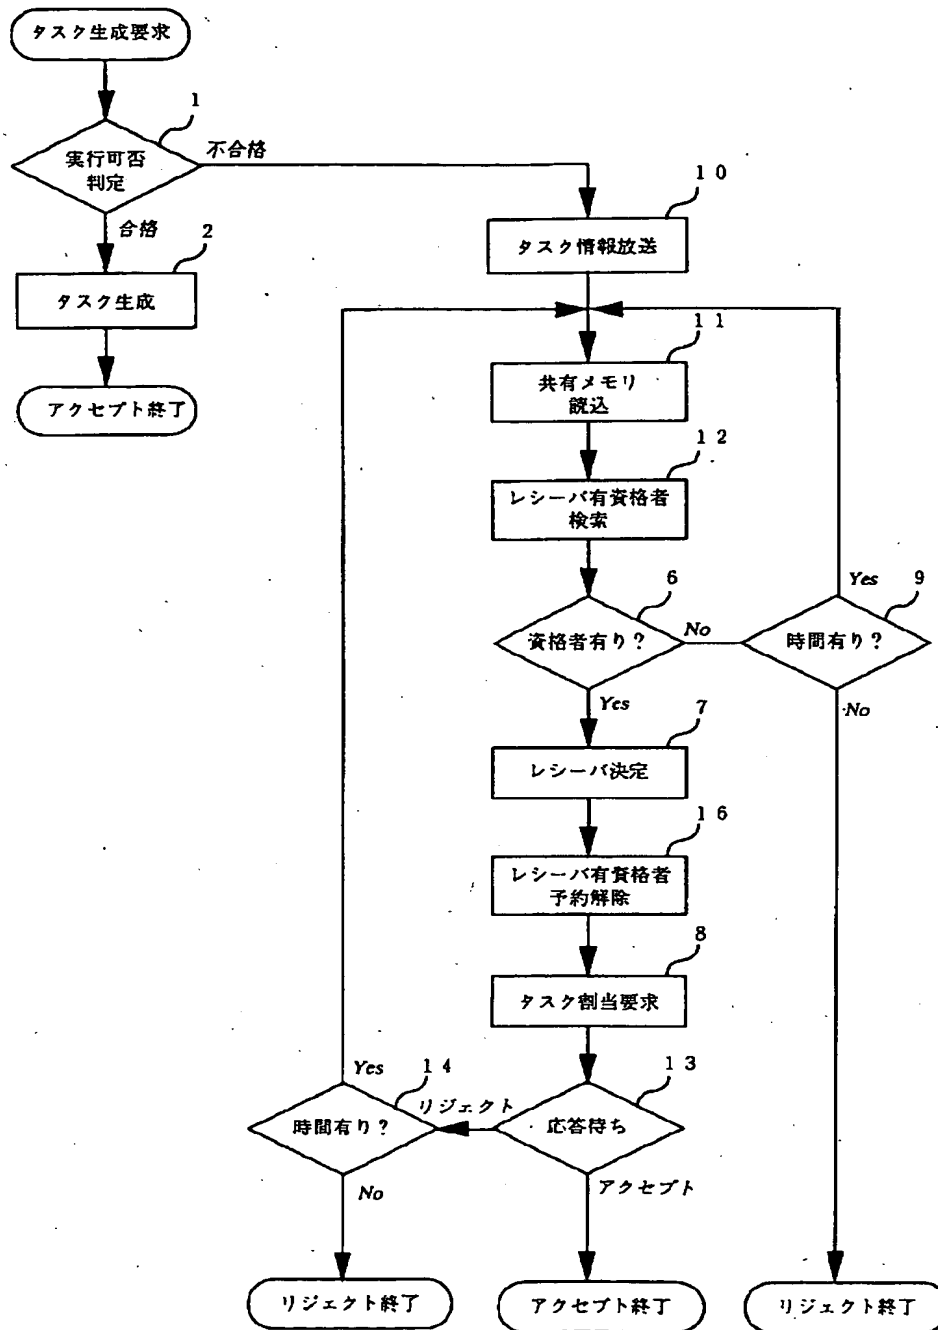 タスク生成要求
1
実行可否
判定
不合格
合格
2
タスク生成
アクセプト終了
10
タスク情報放送
11
共有メモリ
読込
12
レシーバ有資格者
検索
6
資格者有り?
No
Yes
9
時間有り?
Yes
No
7
レシーバ決定
16
レシーバ有資格者
予約解除
8
タスク割当要求
13
応答待ち
リジェクト
アクセプト
14
時間有り?
Yes
No
リジェクト終了
アクセプト終了
リジェクト終了